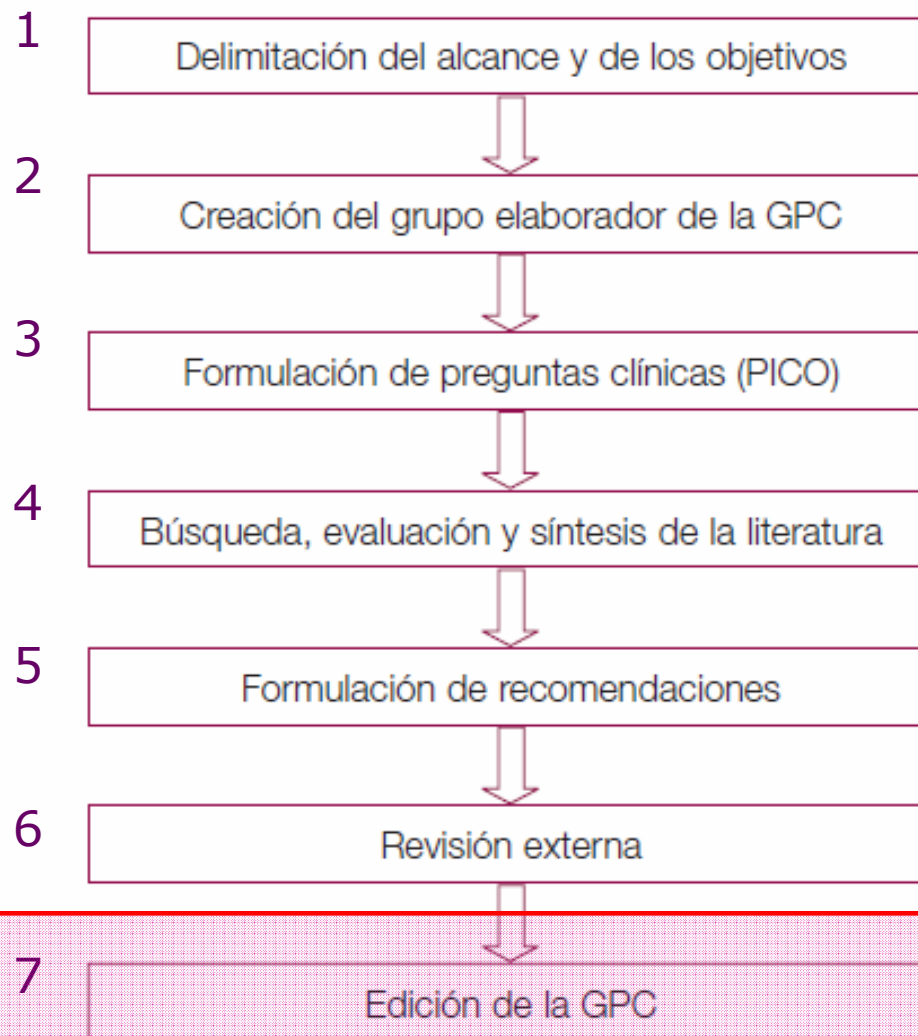 1
Delimitación del alcance y de los objetivos
2
Creación del grupo elaborador de la GPC
3
Formulación de preguntas clínicas (PICO)
4
Búsqueda, evaluación y síntesis de la literatura
5
Formulación de recomendaciones
6
Revisión externa
7
Edición de la GPC